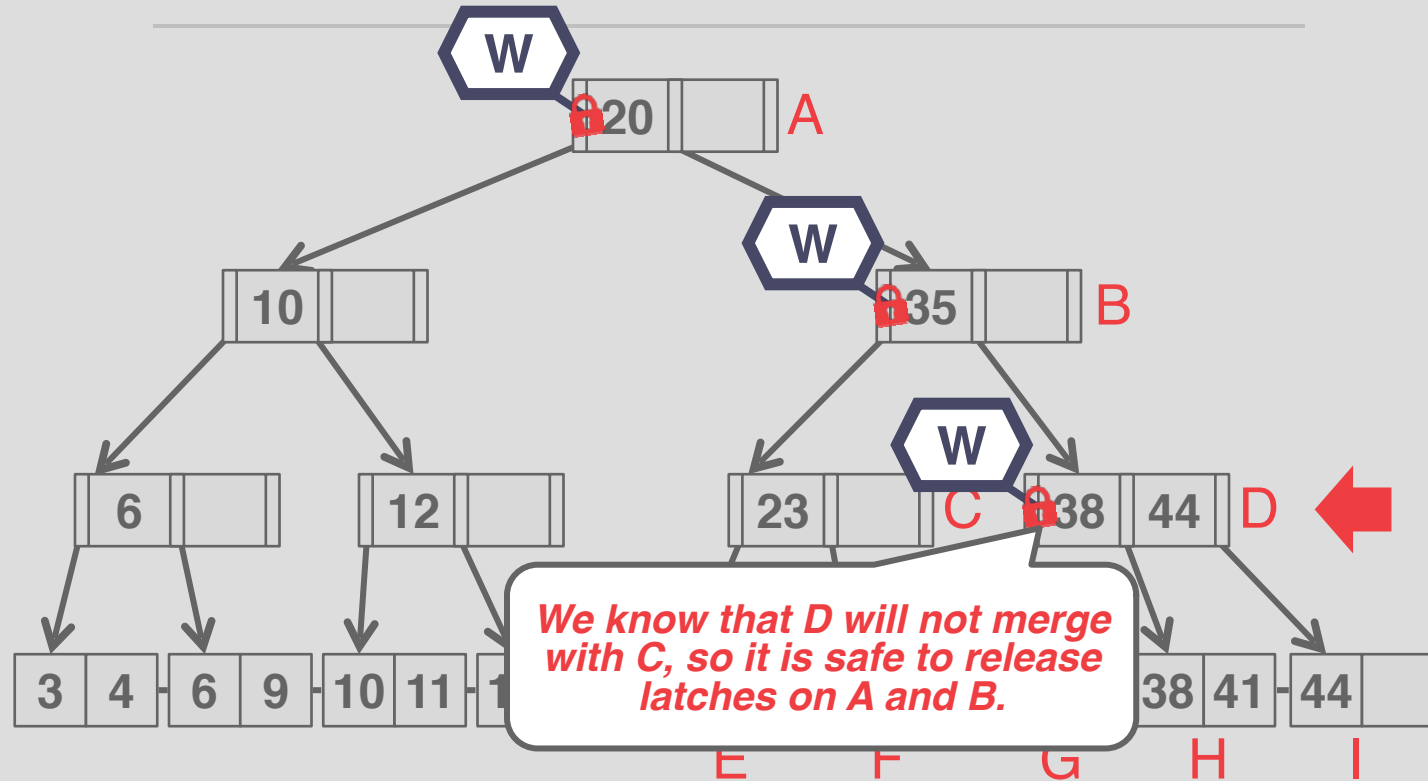 W
20 A
W
10
35 B
W
6
12
23 C
38 44 D
We know that D will not merge
with C, so it is safe to release
latches on A and B.
3 4 6 9 10 11
38 41 44
E F G H I